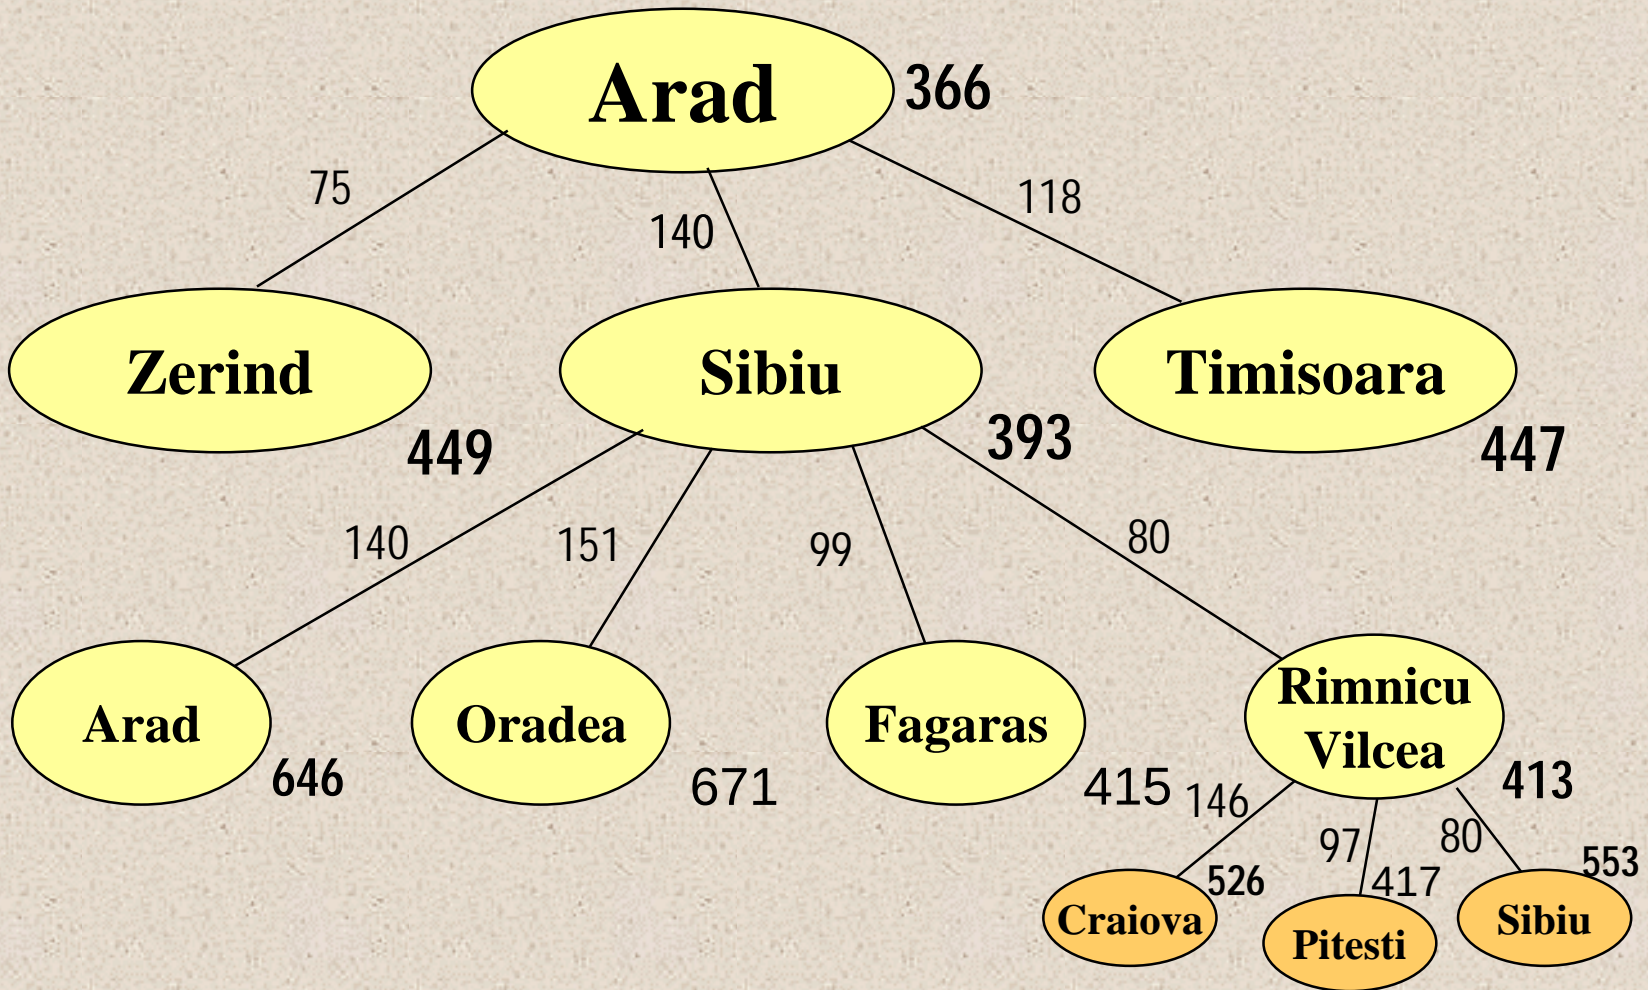 Arad 366
75
140
118
Zerind
Sibiu
Timisoara
449
393
447
140
151
99
80
Arad
Oradea
Fagaras
Rimnicu
Vilcea
646
671
415
413
146
97
80
526
417
553
Craiova
Pitesti
Sibiu